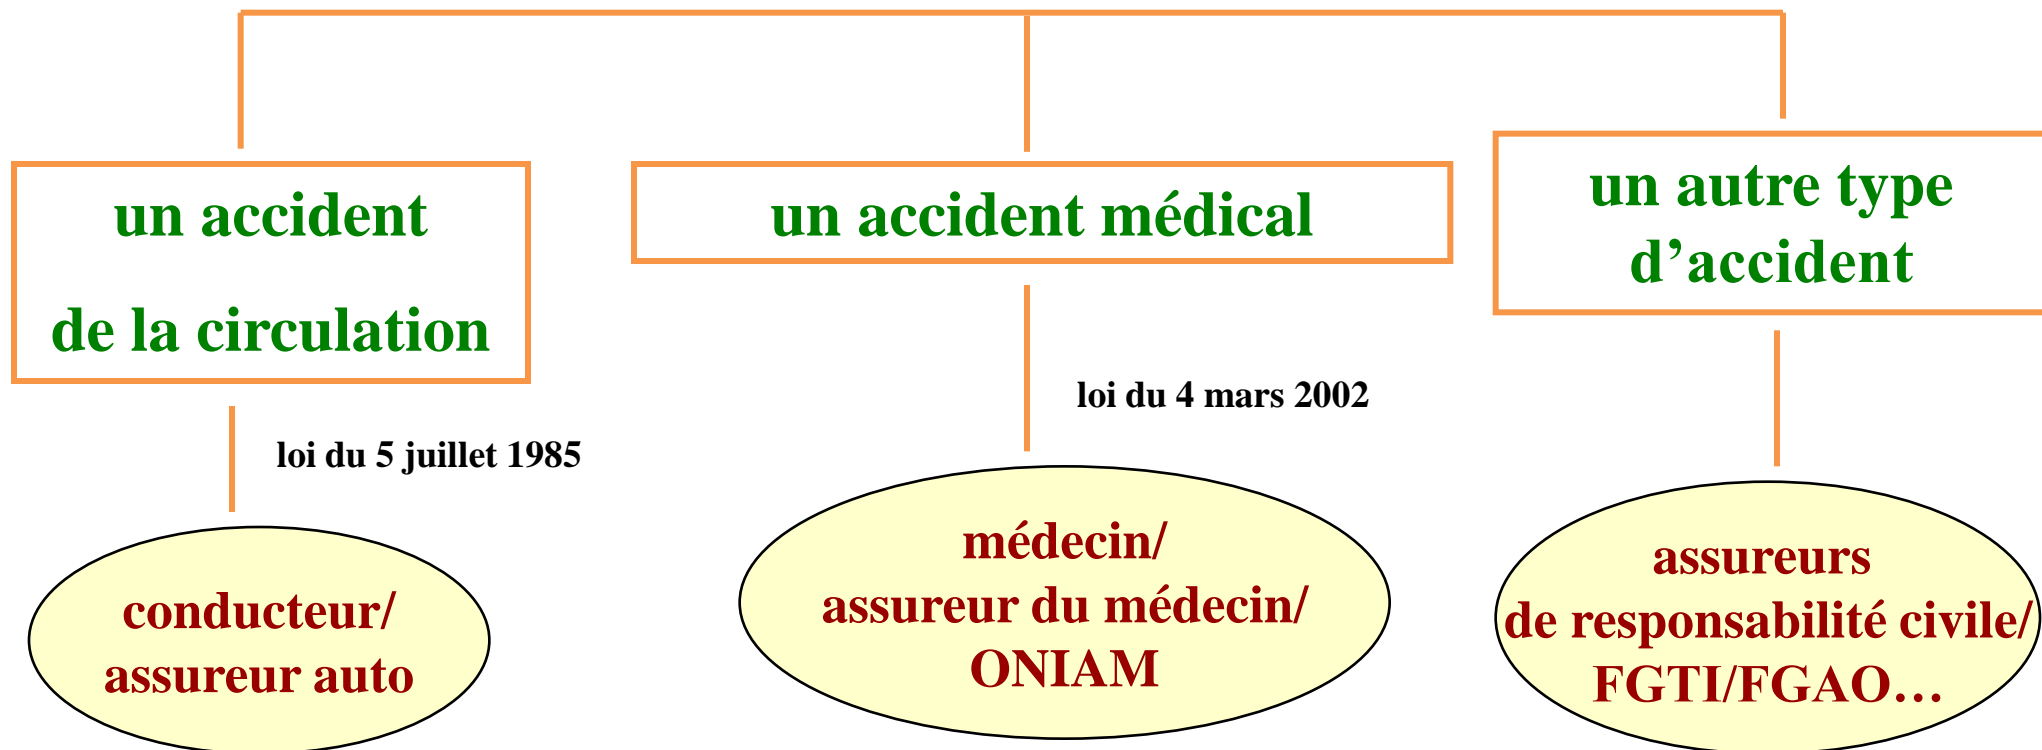 un accident
de la circulation
un accident médical
un autre type
d’accident
loi du 5 juillet 1985
loi du 4 mars 2002
conducteur/
assureur auto
médecin/
assureur du médecin/
ONIAM
assureurs
de responsabilité civile/
FGTI/FGAO…